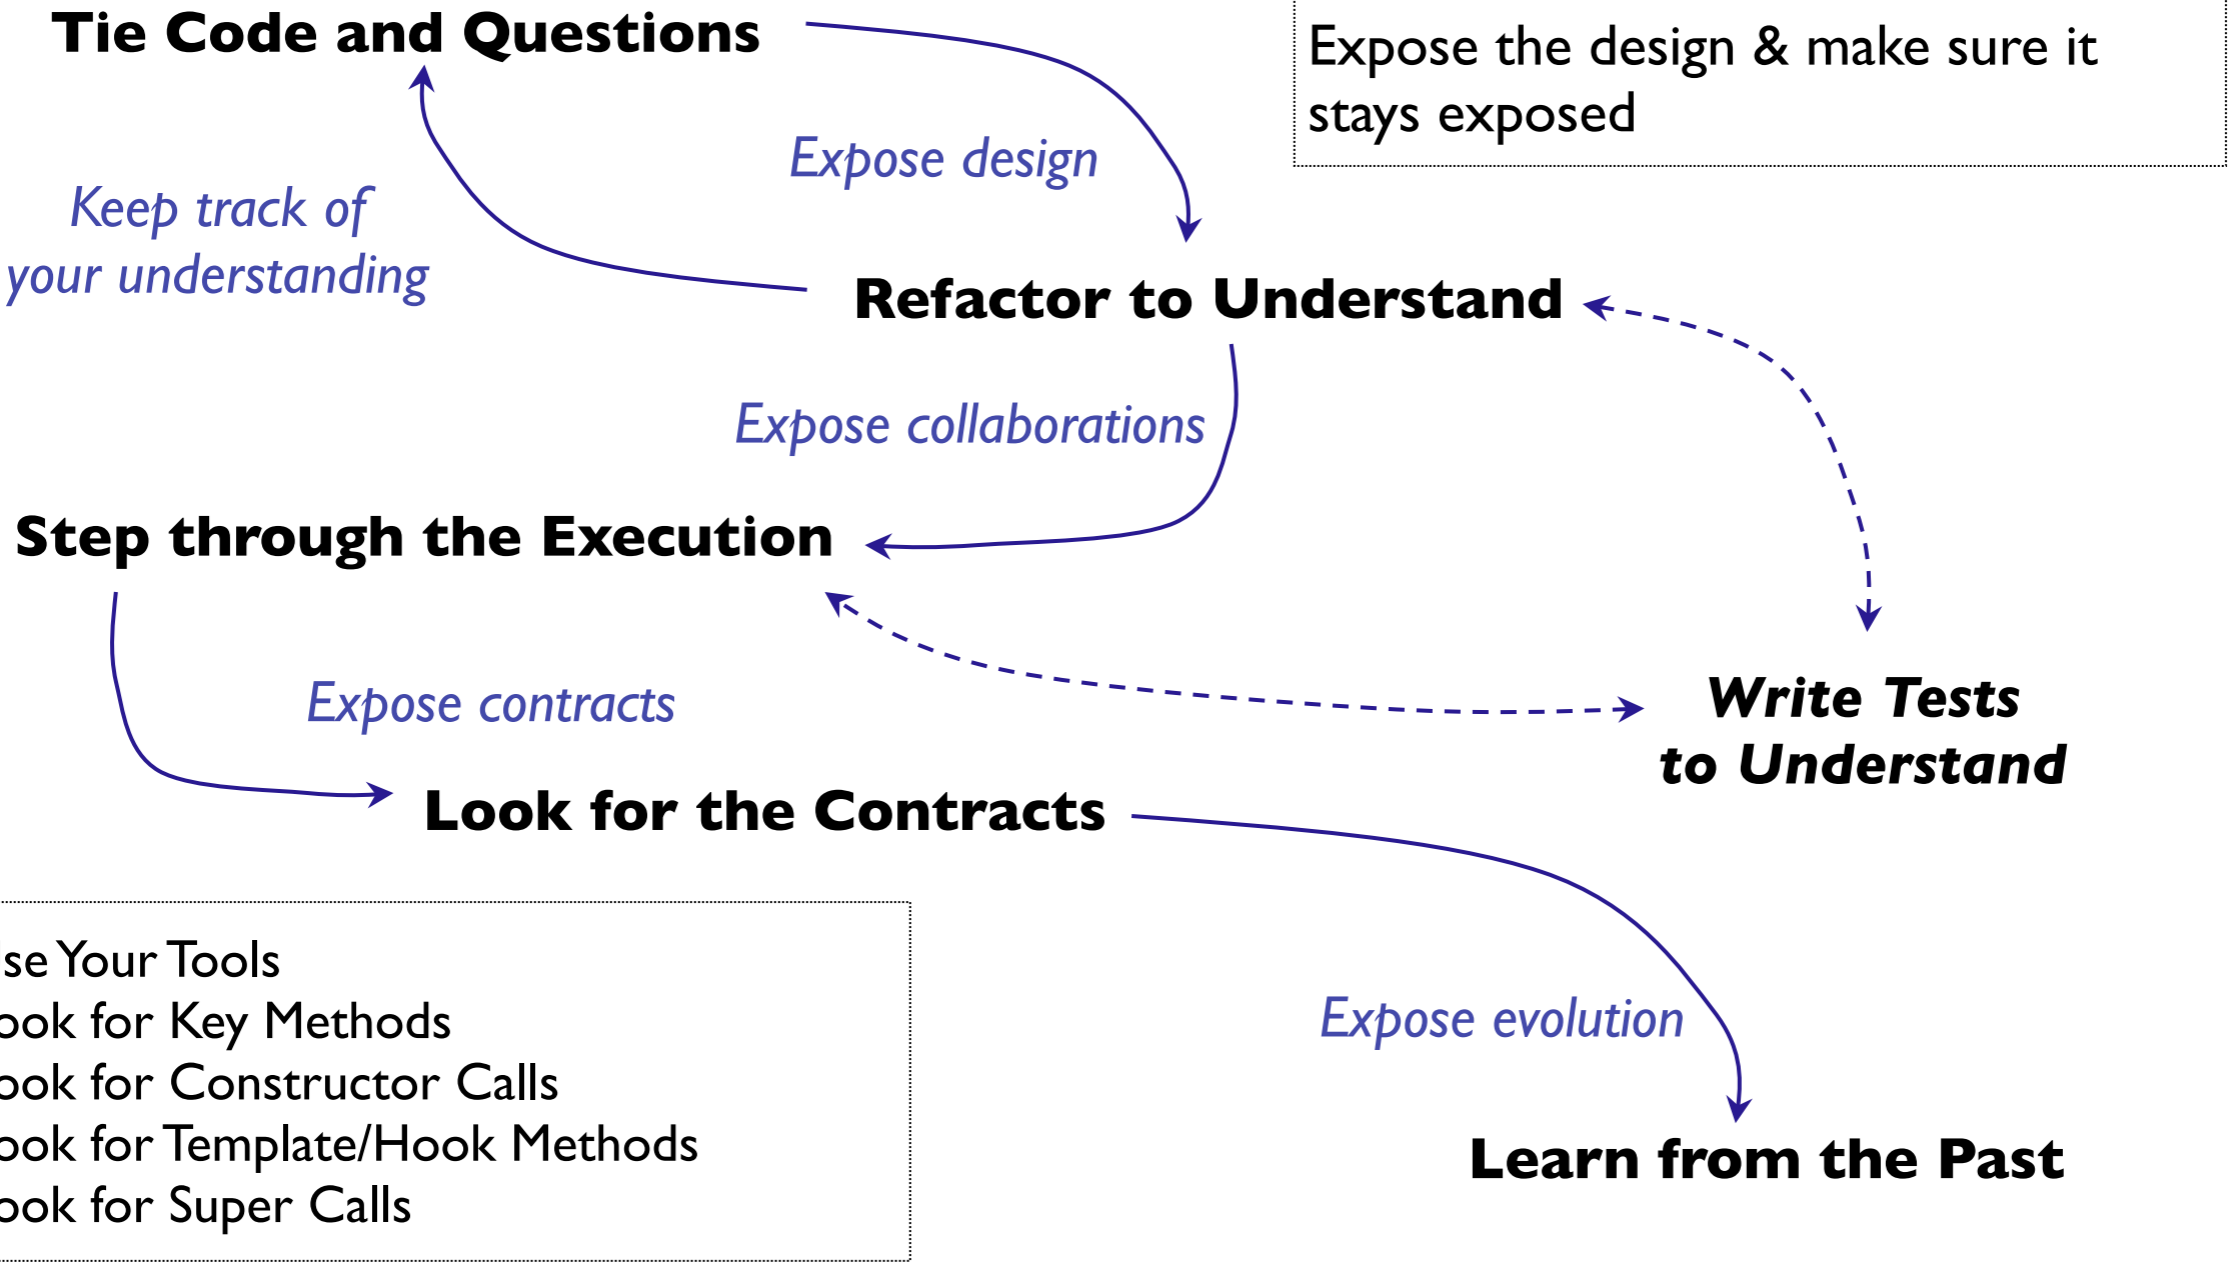 Tie Code and Questions
Expose the design & make sure it
stays exposed
Expose design
Keep track of
your understanding
Refactor to Understand
Expose collaborations
Step through the Execution
Expose contracts
Write Tests
to Understand
Look for the Contracts
se Your Tools
ook for Key Methods
ook for Constructor Calls
ook for Template/Hook Methods
ook for Super Calls
Expose evolution
Learn from the Past